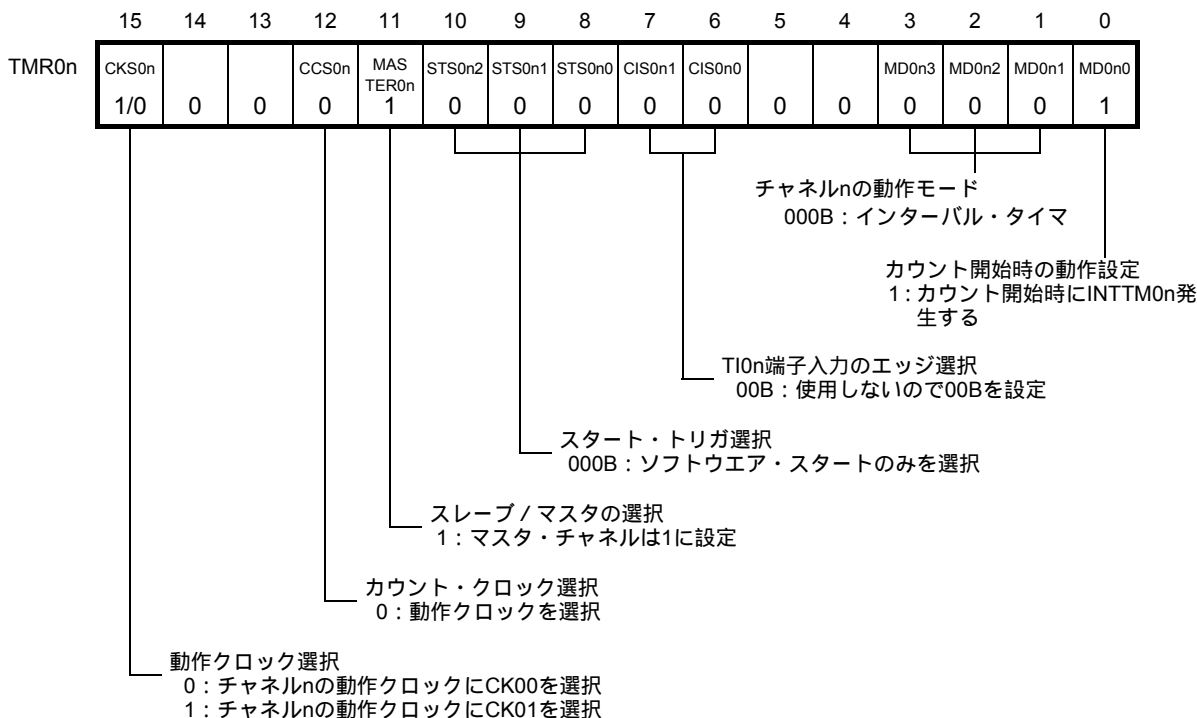 15 14 13 12 11 10 9 8 7 6 5 4 3 2 1 0
TMR0n CKS0n CCS0n MAS TER0n STS0n2 STS0n1 STS0n0 CIS0n1 CIS0n0 MD0n3 MD0n2 MD0n1 MD0n0
1/0 0 0 0 1 0 0 0 0 0 0 0 0 0 0 1
チャネルnの動作モード
000B：インターバル・タイマ
カウント開始時の動作設定
1：カウント開始時にINTTM0n発
生する
TI0n端子入力のエッジ選択
00B：使用しないので00Bを設定
スタート・トリガ選択
000B：ソフトウエア・スタートのみを選択
スレーブ／マスタの選択
1：マスタ・チャネルは1に設定
カウント・クロック選択
0：動作クロックを選択
動作クロック選択
0：チャネルnの動作クロックにCK00を選択
1：チャネルnの動作クロックにCK01を選択